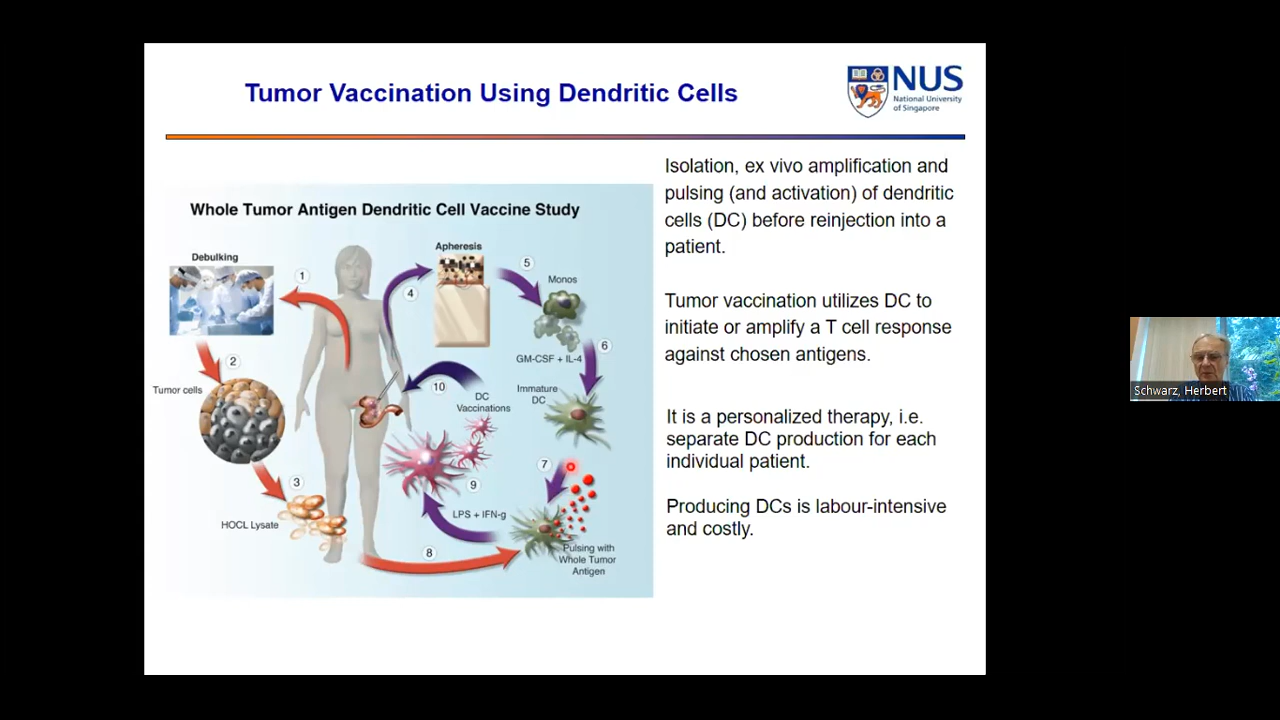 Tumor Vaccination Using Dendritic Cells
NUS
National University
of Singapore
Whole Tumor Antigen Dendritic Cell Vaccine Study
Debulking
1
2
Tumor cells
3
HOCL Lysate
4
Apheresis
5
Monos
GM-CSF + IL-4
6
Immature
DC
7
Pulsing with
Whole Tumor
Antigen
8
LPS + IFN-g
9
DC
Vaccinations
10
Isolation, ex vivo amplification and
pulsing (and activation) of dendritic
cells (DC) before reinjection into a
patient.
Tumor vaccination utilizes DC to
initiate or amplify a T cell response
against chosen antigens.
It is a personalized therapy, i.e.
separate DC production for each
individual patient.
Producing DCs is labour-intensive
and costly.
Schwarz, Herbert